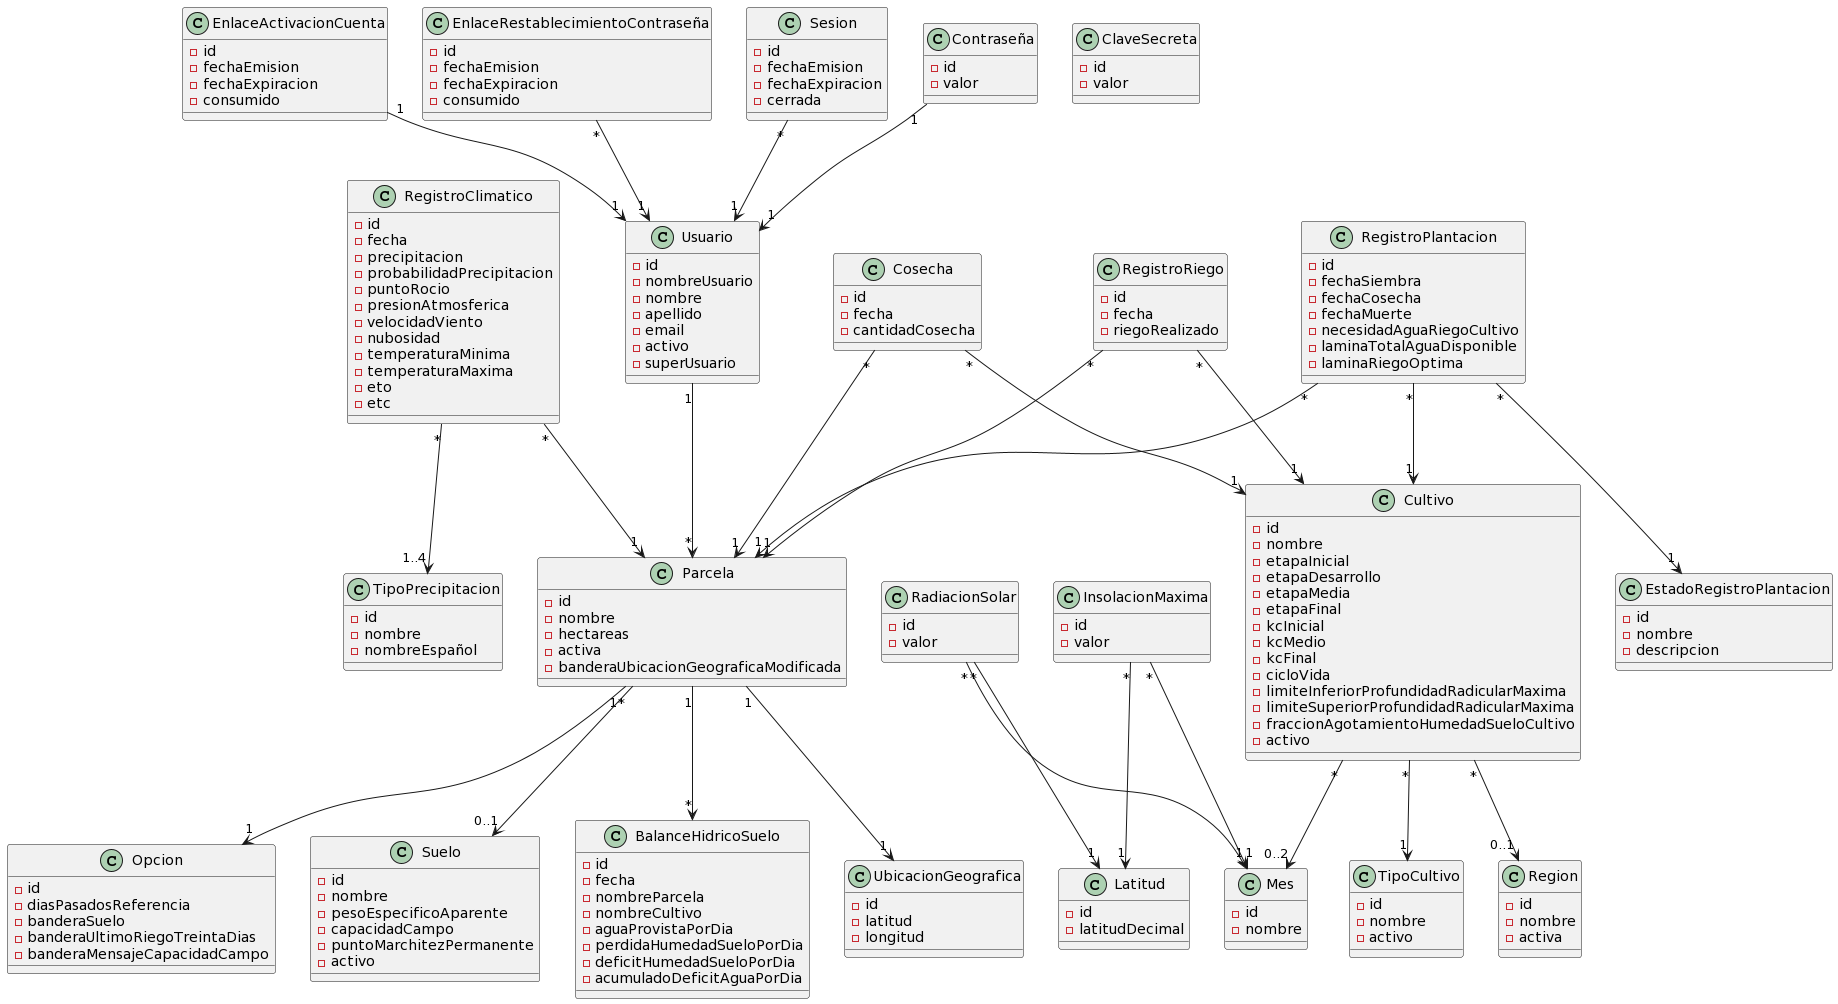 EnlaceActivacionCuenta
id
fechaEmision
fechaExpiracion
consumido
EnlaceRestablecimientoContraseña
id
fechaEmision
fechaExpiracion
consumido
Sesion
id
fechaEmision
fechaExpiracion
cerrada
Contraseña
id
valor
ClaveSecreta
id
valor
1
*
*
1
1
1
1
1
RegistroClimatico
id
fecha
precipitacion
probabilidadPrecipitacion
puntoRocio
presionAtmosferica
velocidadViento
nubosidad
temperaturaMinima
temperaturaMaxima
eto
etc
Usuario
id
nombreUsuario
nombre
apellido
email
activo
superUsuario
Cosecha
id
fecha
cantidadCosecha
RegistroRiego
id
fecha
riegoRealizado
RegistroPlantacion
id
fechaSiembra
fechaCosecha
fechaMuerte
necesidadAguaRiegoCultivo
laminaTotalAguaDisponible
laminaRiegoOptima
*
*
1
*
*
*
*
*
*
*
1..4
1
*
1
1
1
1
1
1
1
TipoPrecipitacion
id
nombre
nombreEspañol
Parcela
id
nombre
hectareas
activa
banderaUbicacionGeograficaModificada
RadiacionSolar
id
valor
InsolacionMaxima
id
valor
Cultivo
id
nombre
etapaInicial
etapaDesarrollo
etapaMedia
etapaFinal
kcInicial
kcMedio
kcFinal
cicloVida
limiteInferiorProfundidadRadicularMaxima
limiteSuperiorProfundidadRadicularMaxima
fraccionAgotamientoHumedadSueloCultivo
activo
EstadoRegistroPlantacion
id
nombre
descripcion
1
*
1
1
*
*
*
*
*
*
*
1
0..1
*
1
1
1
1
1
0..2
1
0..1
Opcion
id
diasPasadosReferencia
banderaSuelo
banderaUltimoRiegoTreintaDias
banderaMensajeCapacidadCampo
Suelo
id
nombre
pesoEspecificoAparente
capacidadCampo
puntoMarchitezPermanente
activo
BalanceHidricoSuelo
id
fecha
nombreParcela
nombreCultivo
aguaProvistaPorDia
perdidaHumedadSueloPorDia
deficitHumedadSueloPorDia
acumuladoDeficitAguaPorDia
UbicacionGeografica
id
latitud
longitud
Latitud
id
latitudDecimal
Mes
id
nombre
TipoCultivo
id
nombre
activo
Region
id
nombre
activa